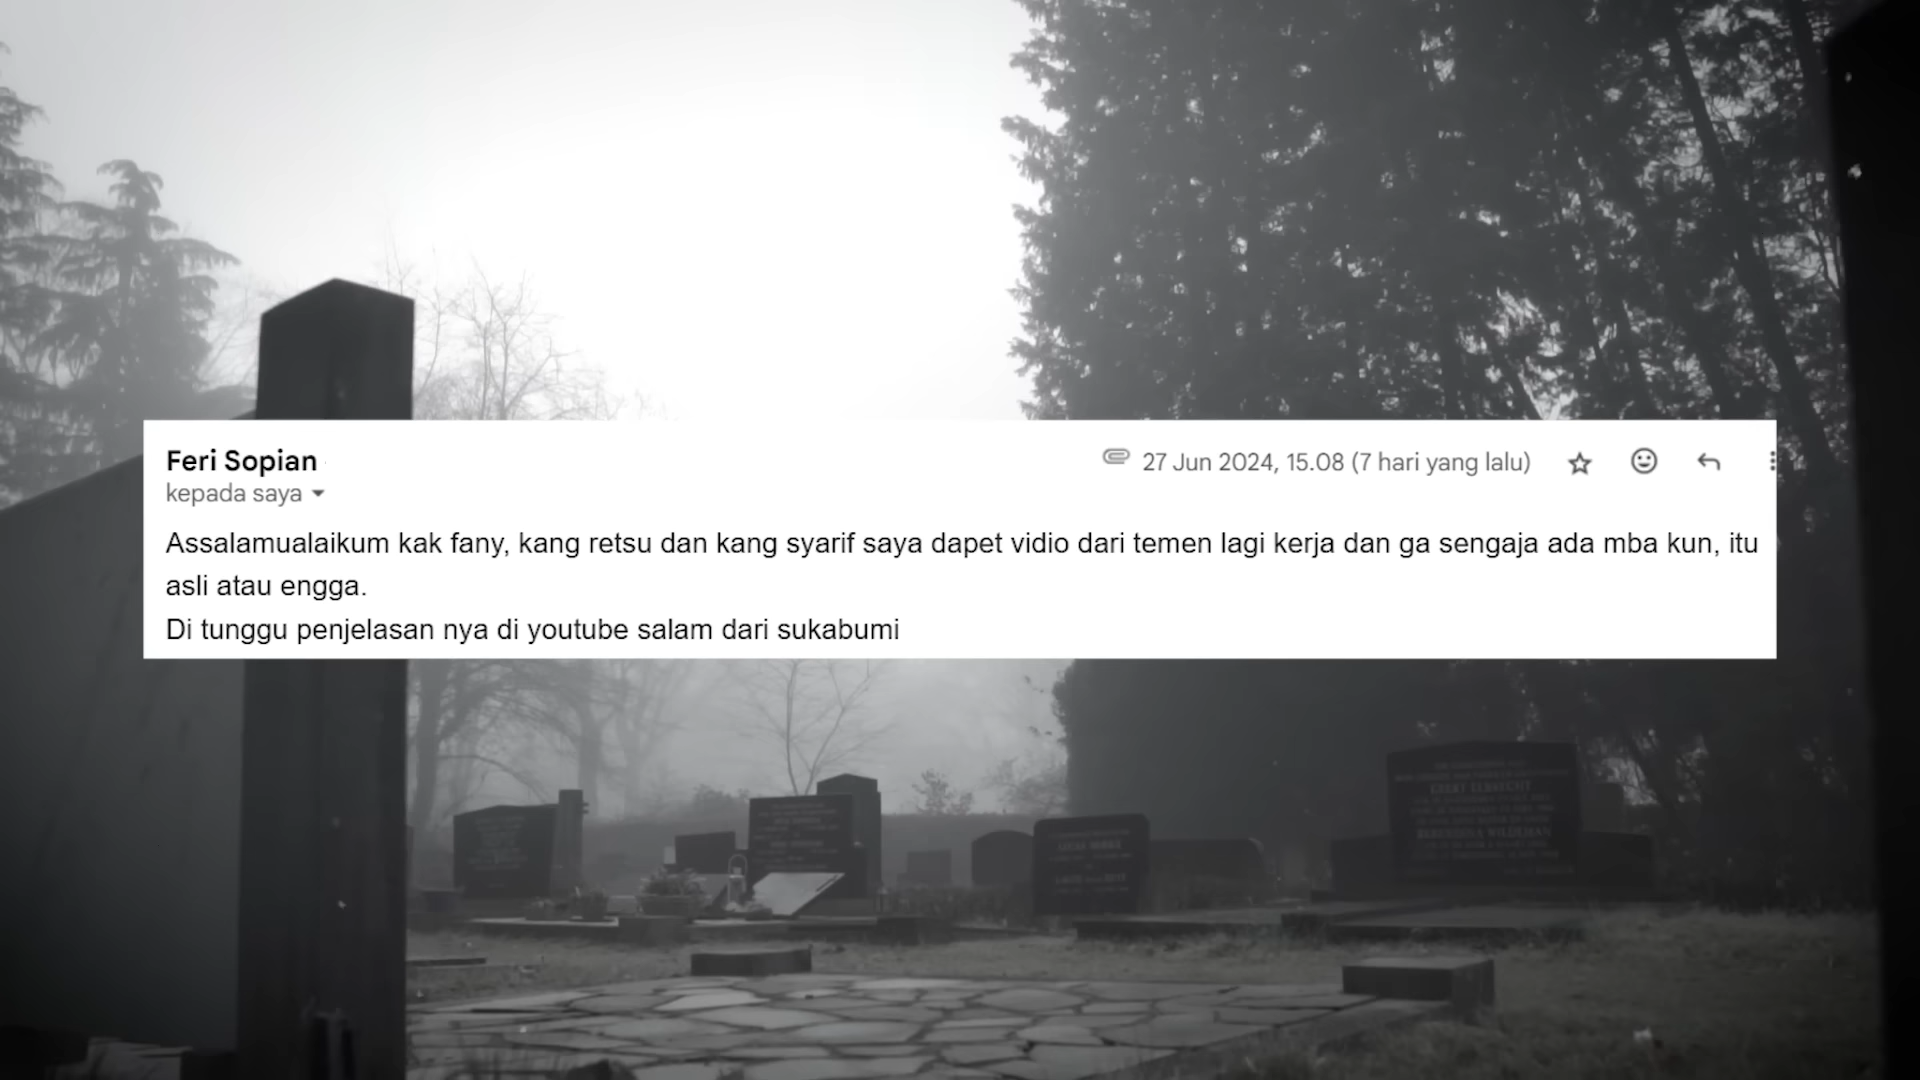 Feri Sopian
27 Jun 2024, 15.08 (7 hari yang lalu)
kepada saya
Assalamualaikum kak fany, kang retsu dan kang syarif saya dapet vidio dari temen lagi kerja dan ga sengaja ada mba kun, itu
asli atau engga.
Di tunggu penjelasan nya di youtube salam dari sukabumi